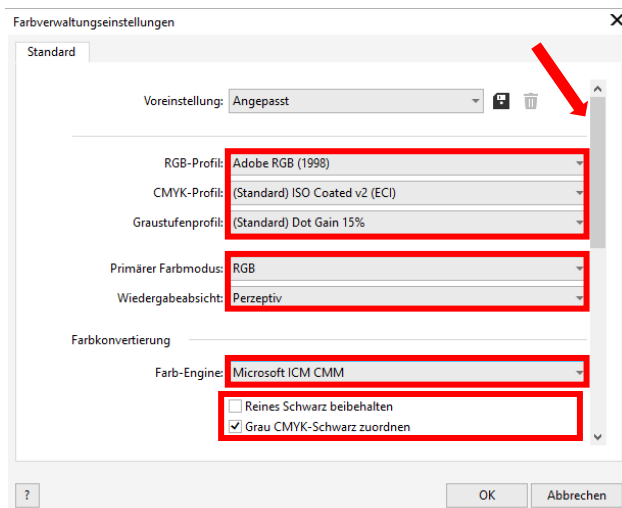 Farbverwaltungseinstellungen
Standard
Voreinstellung: Angepasst
RGB-Profil: Adobe RGB (1998)
CMYK-Profil: (Standard) ISO Coated v2 (ECI)
Graustufenprofil: (Standard) Dot Gain 15%
Primärer Farbmodus: RGB
Wiedergabeabsicht: Perzeptiv
Farbkonvertierung
Farb-Engine: Microsoft ICM CMM
Reines Schwarz beibehalten
Grau CMYK-Schwarz zuordnen
? OK Abbrechen